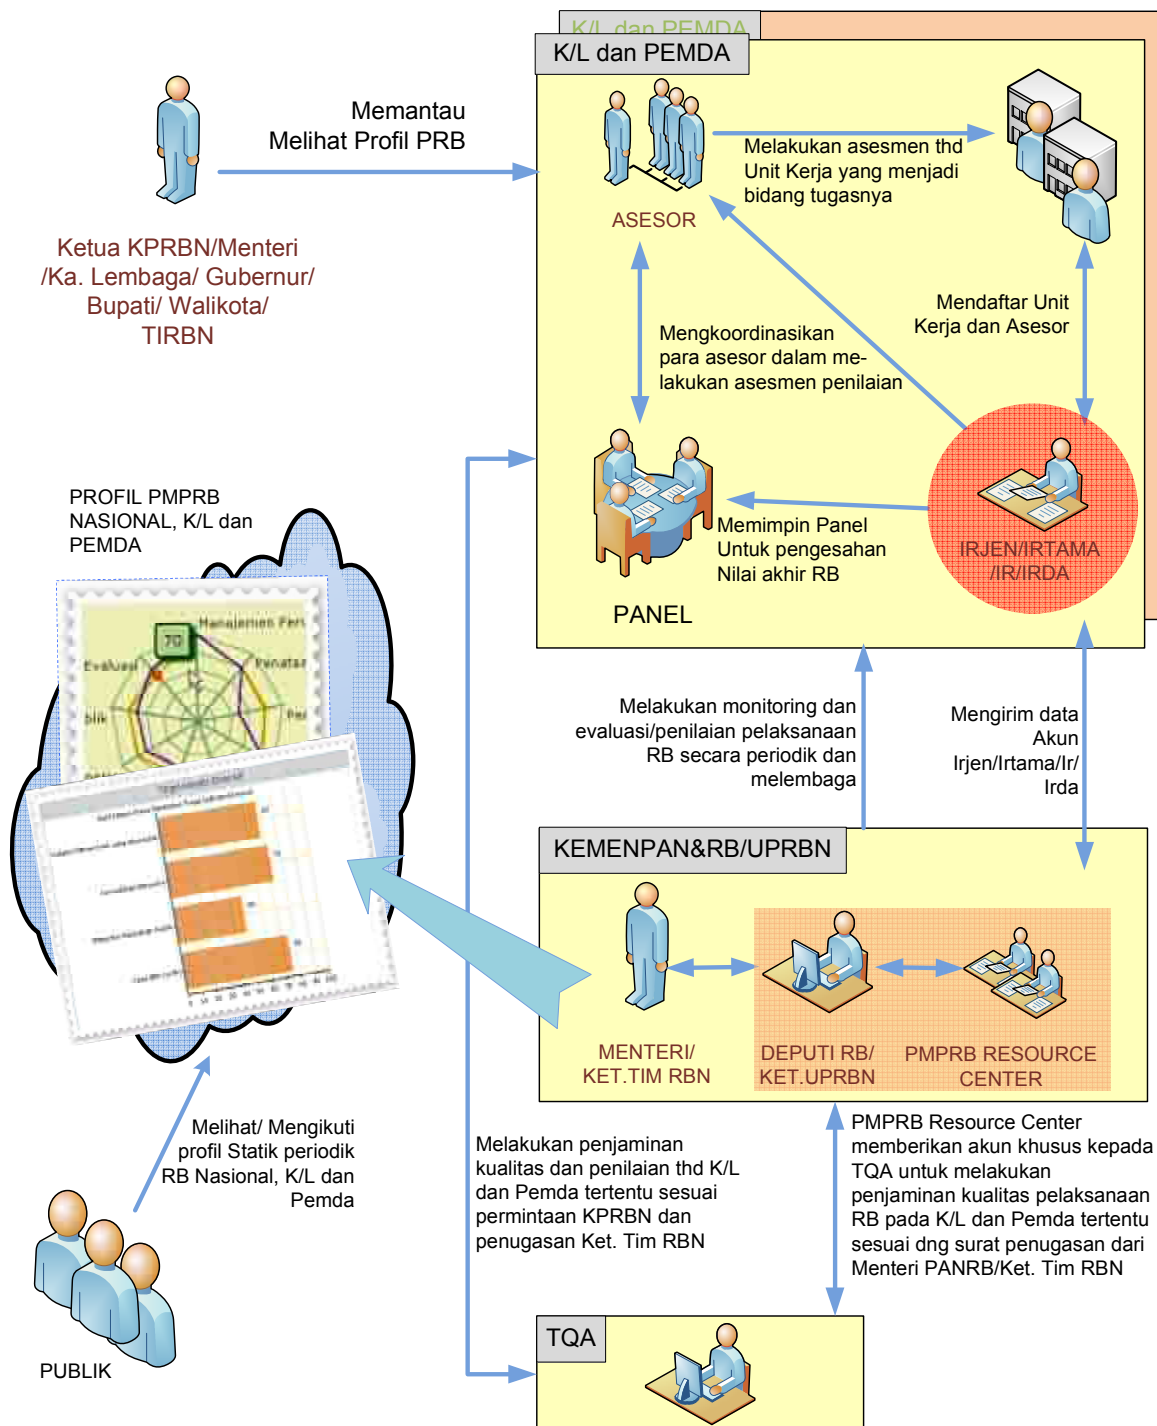 K/L dan PEMDA
K/L dan PEMDA
Memantau
Melihat Profil PRB
Ketua KPRBN/Menteri
/Ka. Lembaga/ Gubernur/
Bupati/ Walikota/
TIRBN
ASESOR
Melakukan asesmen thd
Unit Kerja yang menjadi
bidang tugasnya
Mendaftar Unit
Kerja dan Asesor
Mengkoordinasikan
para asesor dalam me-
lakukan asesmen penilaian
Memimpin Panel
Untuk pengesahan
Nilai akhir RB
IRJEN/IRTAMA
/IR/IRDA
PANEL
PROFIL PMPRB
NASIONAL, K/L dan
PEMDA
70
Manajemen Per
Evaluasi
Penata
blik
Melakukan monitoring dan
evaluasi/penilaian pelaksanaan
RB secara periodik dan
melembaga
Mengirim data
Akun
Irjen/Irtama/Ir/
Irda
KEMENPAN&RB/UPRBN
MENTERI/
KET.TIM RBN
DEPUTI RB/
KET.UPRBN
PMPRB RESOURCE
CENTER
Melihat/ Mengikuti
profil Statik periodik
RB Nasional, K/L dan
Pemda
PUBLIK
Melakukan penjaminan
kualitas dan penilaian thd K/L
dan Pemda tertentu sesuai
permintaan KPRBN dan
penugasan Ket. Tim RBN
PMPRB Resource Center
memberikan akun khusus kepada
TQA untuk melakukan
penjaminan kualitas pelaksanaan
RB pada K/L dan Pemda tertentu
sesuai dng surat penugasan dari
Menteri PANRB/Ket. Tim RBN
TQA